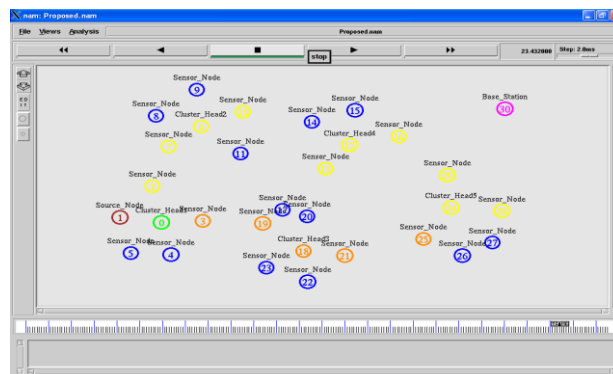 nam: Proposed.nam
File Views Analysis Proposed.nam
23.432000 Step: 2.0ms
stop
Sensor_Node
9
Sensor_Node
Sensor_Node
8
Cluster_Head2
Sensor_Node
Sensor_Node
11
Sensor_Node
14
Sensor_Node
15
Cluster_Head4
Sensor_Node
Sensor_Node
Base_Station
30
Sensor_Node
Sensor_Node
Source_Node
1
0
Sensor_Node
3
Sensor_Node
19
Sensor_Node
Sensor_Node
20
Cluster_Head5
Sensor_Node
Sensor_Node
5
Sensor_Node
4
Cluster_Head3
18
Sensor_Node
21
Sensor_Node
23
Sensor_Node
22
Sensor_Node
25
Sensor_Node
26
Sensor_Node
27